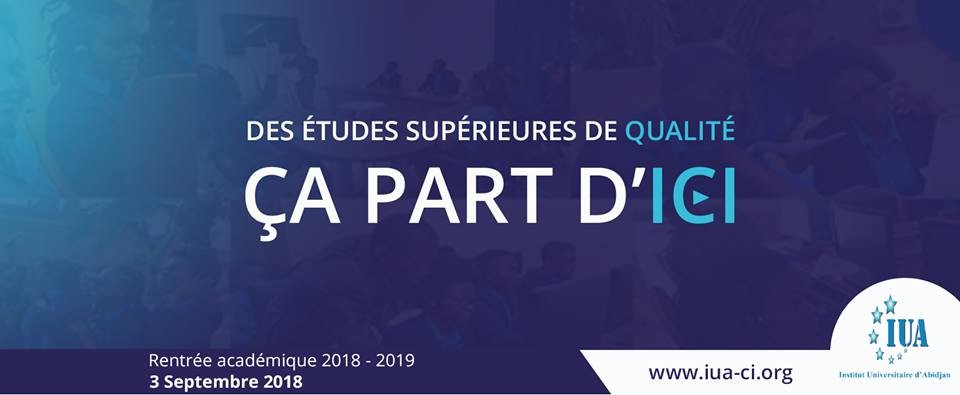 DES ÉTUDES SUPÉRIEURES DE QUALITÉ
ÇA PART D'ICI
Rentrée académique 2018 - 2019
3 Septembre 2018
www.iua-ci.org
IUA
Institut Universitaire d'Abidjan